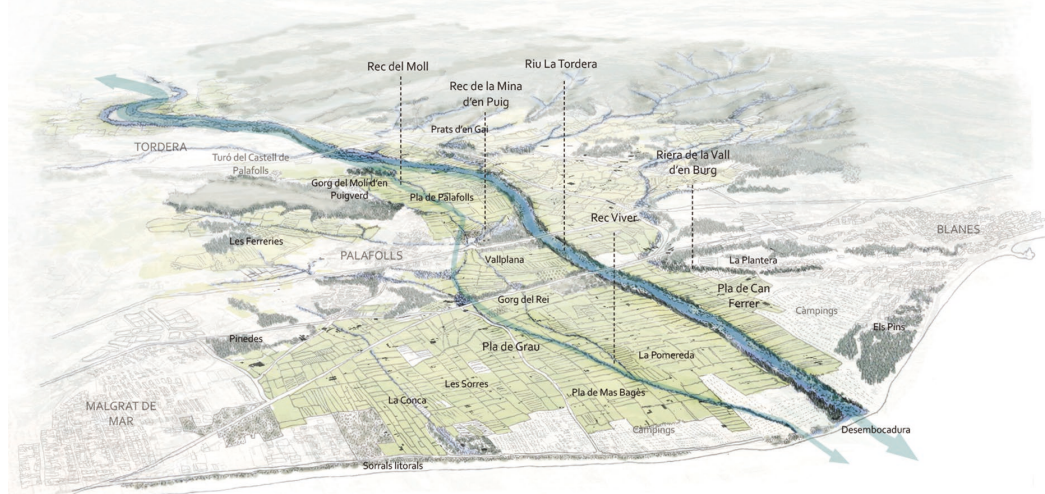 Rec del Moll
Riu La Tordera
Rec de la Mina
d'en Puig
Prats d'en Gai
TORDERA
Turó del Castell de
Palafolls
Riera de la Vall
d'en Burg
Gorg del Molí d'en
Puigverd
Pla de Palafolls
Rec Viver
Les Ferreries
PALAFOLLS
Vallplana
La Plantera
BLANES
Pla de Can
Ferrer
Gorg del Rei
Càmpings
Els Pins
Pinedes
Pla de Grau
La Pomereda
Les Sorres
Pla de Mas Bagès
La Conca
MALGRAT DE
MAR
Càmpings
Desembocadura
Sorrals litorals